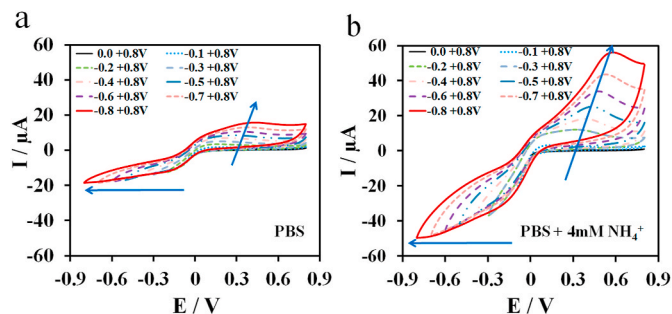 a
60
40
20
0
-20
-40
-60
I / μA
0.0 +0.8V
-0.1 +0.8V
-0.2 +0.8V
-0.3 +0.8V
-0.4 +0.8V
-0.5 +0.8V
-0.6 +0.8V
-0.7 +0.8V
-0.8 +0.8V
PBS
-0.9 -0.6 -0.3 0 0.3 0.6 0.9
E / V
b
60
40
20
0
-20
-40
-60
I / μA
0.0 +0.8V
-0.1 +0.8V
-0.2 +0.8V
-0.3 +0.8V
-0.4 +0.8V
-0.5 +0.8V
-0.6 +0.8V
-0.7 +0.8V
-0.8 +0.8V
PBS + 4mM NH₄⁺
-0.9 -0.6 -0.3 0 0.3 0.6 0.9
E / V